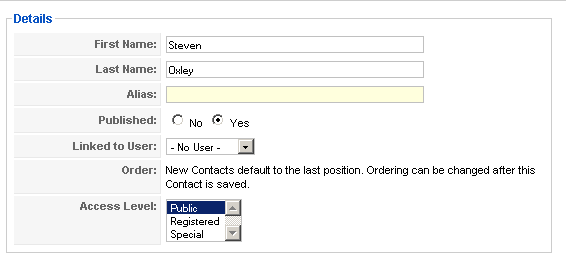 Details
First Name: Steven
Last Name: Oxley
Alias:
Published: No Yes
Linked to User: - No User -
Order: New Contacts default to the last position. Ordering can be changed after this
Contact is saved.
Access Level: Public
Registered
Special